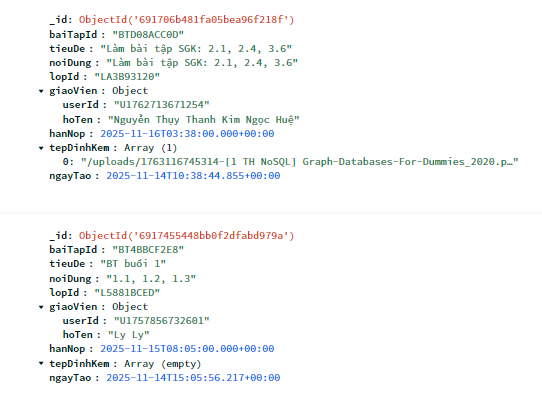 _id: ObjectId('691706b481fa05bea96f218f')
baiTapId : "BTD08ACC0D"
tieuDe : "Làm bài tập SGK: 2.1, 2.4, 3.6"
noiDung : "Làm bài tập SGK: 2.1, 2.4, 3.6"
lopId : "LA3B93120"
giaoVien : Object
userId : "U1762713671254"
hoTen : "Nguyễn Thụy Thanh Kim Ngọc Huệ"
hanNop : 2025-11-16T03:38:00.000+00:00
tepDinhKem : Array (1)
0: "/uploads/1763116745314-[1 TH NoSQL] Graph-Databases-For-Dummies_2020.p…"
ngayTao : 2025-11-14T10:38:44.855+00:00
_id: ObjectId('6917455448bb0f2dfabd979a')
baiTapId : "BT4BBCF2E8"
tieuDe : "BT buổi 1"
noiDung : "1.1, 1.2, 1.3"
lopId : "L5881BCED"
giaoVien : Object
userId : "U1757856732601"
hoTen : "Ly Ly"
hanNop : 2025-11-15T08:05:00.000+00:00
tepDinhKem : Array (empty)
ngayTao : 2025-11-14T15:05:56.217+00:00